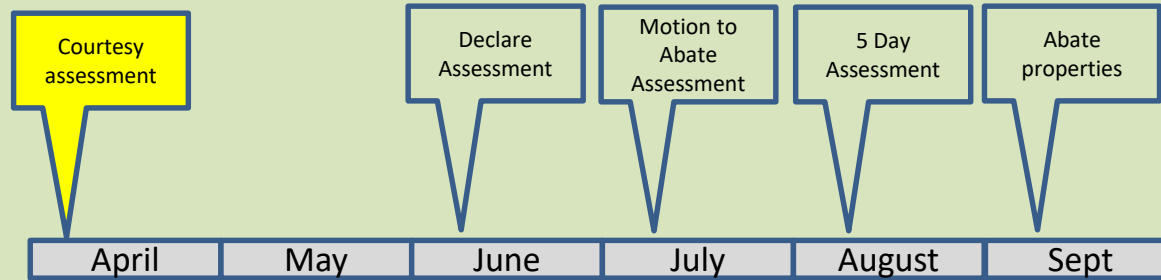 Courtesy
assessment
Declare
Assessment
Motion to
Abate
Assessment
5 Day
Assessment
Abate
properties
April
May
June
July
August
Sept